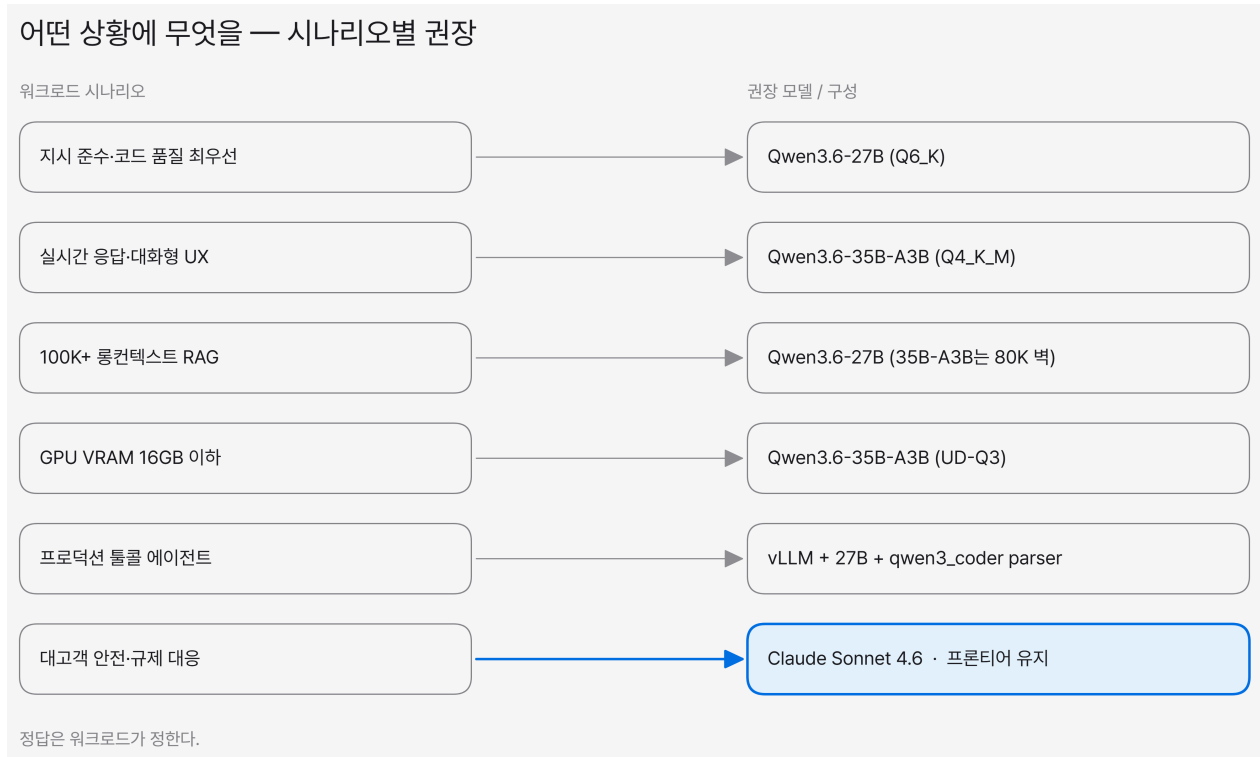 어떤 상황에 무엇을 — 시나리오별 권장
워크로드 시나리오
권장 모델 / 구성
지시 준수·코드 품질 최우선
Qwen3.6-27B (Q6_K)
실시간 응답·대화형 UX
Qwen3.6-35B-A3B (Q4_K_M)
100K+ 롱컨텍스트 RAG
Qwen3.6-27B (35B-A3B는 80K 벽)
GPU VRAM 16GB 이하
Qwen3.6-35B-A3B (UD-Q3)
프로덕션 툴콜 에이전트
vLLM + 27B + qwen3_coder parser
대고객 안전·규제 대응
Claude Sonnet 4.6 · 프론티어 유지
정답은 워크로드가 정한다.